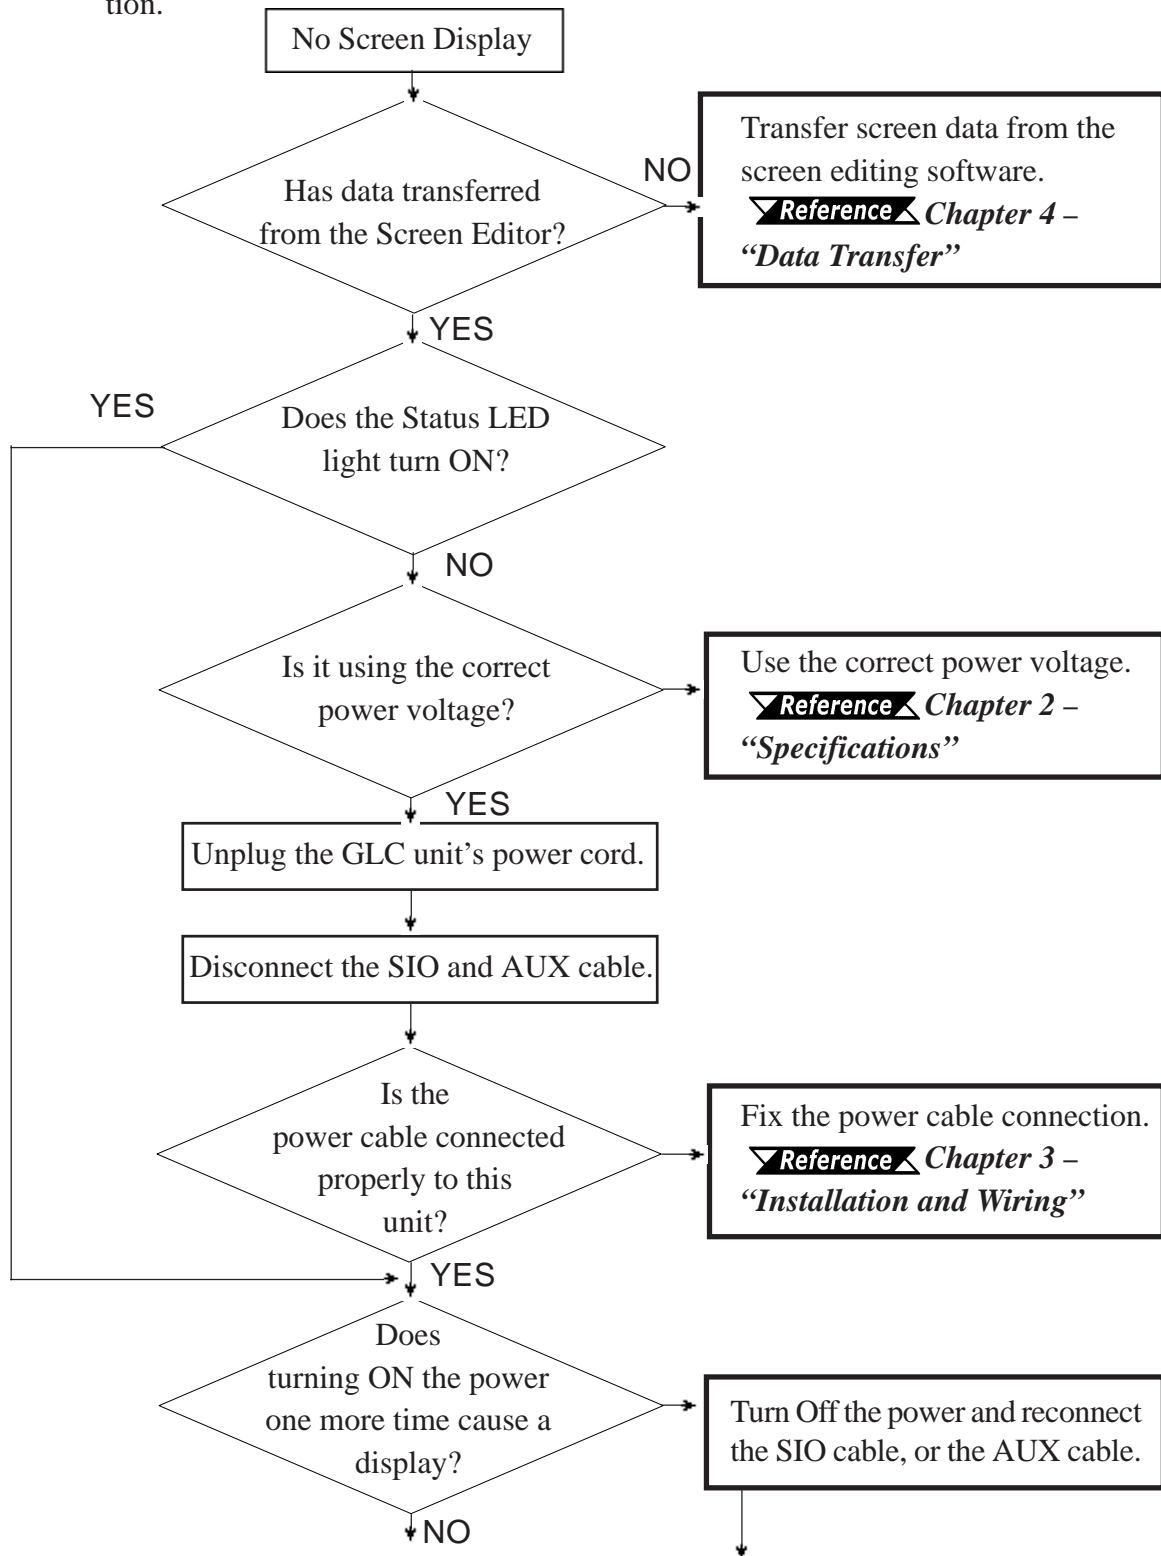 tion.
No Screen Display
Has data transferred
from the Screen Editor?
NO
Transfer screen data from the
screen editing software.
Reference Chapter 4 –
“Data Transfer”
YES
YES
Does the Status LED
light turn ON?
NO
Is it using the correct
power voltage?
Use the correct power voltage.
Reference Chapter 2 –
“Specifications”
YES
Unplug the GLC unit's power cord.
Disconnect the SIO and AUX cable.
Is the
power cable connected
properly to this
unit?
Fix the power cable connection.
Reference Chapter 3 –
“Installation and Wiring”
YES
Does
turning ON the power
one more time cause a
display?
Turn Off the power and reconnect
the SIO cable, or the AUX cable.
NO